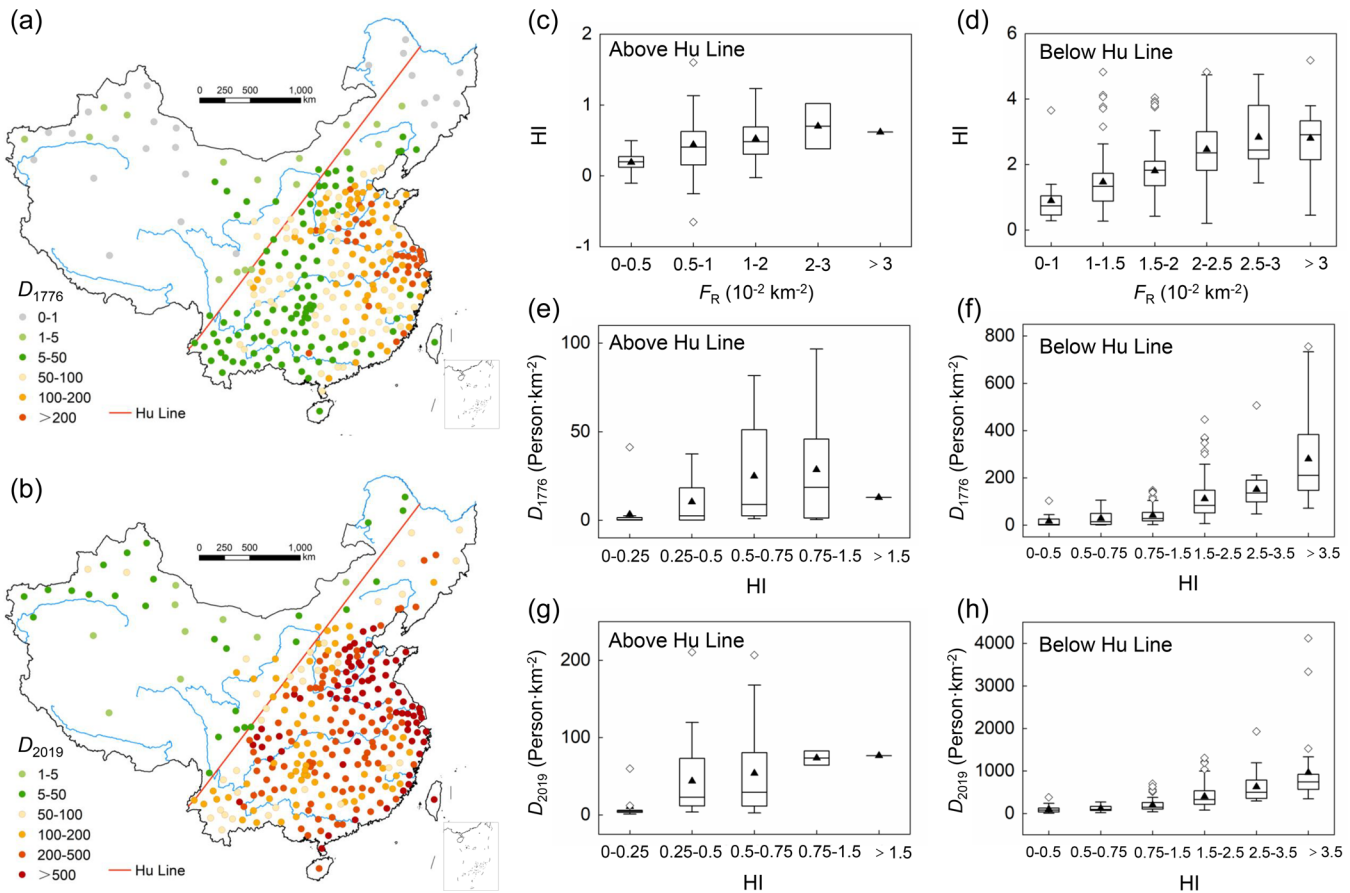 (a)
0 250 500 1,000
km
D1776
0-1
1-5
5-50
50-100
100-200
>200
Hu Line
(b)
0 250 500 1,000
km
D2019
1-5
5-50
50-100
100-200
200-500
>500
Hu Line
(c)
Above Hu Line
HI
2
1
0
-1
0-0.5 0.5-1 1-2 2-3 > 3
FR (10-2 km-2)
(d)
Below Hu Line
HI
6
4
2
0
0-1 1-1.5 1.5-2 2-2.5 2.5-3 > 3
FR (10-2 km-2)
(e)
Above Hu Line
D1776 (Person·km-2)
100
50
0
0-0.25 0.25-0.5 0.5-0.75 0.75-1.5 > 1.5
HI
(f)
Below Hu Line
D1776 (Person·km-2)
800
600
400
200
0
0-0.5 0.5-0.75 0.75-1.5 1.5-2.5 2.5-3.5 > 3.5
HI
(g)
Above Hu Line
D2019 (Person·km-2)
200
100
0
0-0.25 0.25-0.5 0.5-0.75 0.75-1.5 > 1.5
HI
(h)
Below Hu Line
D2019 (Person·km-2)
4000
3000
2000
1000
0
0-0.5 0.5-0.75 0.75-1.5 1.5-2.5 2.5-3.5 > 3.5
HI